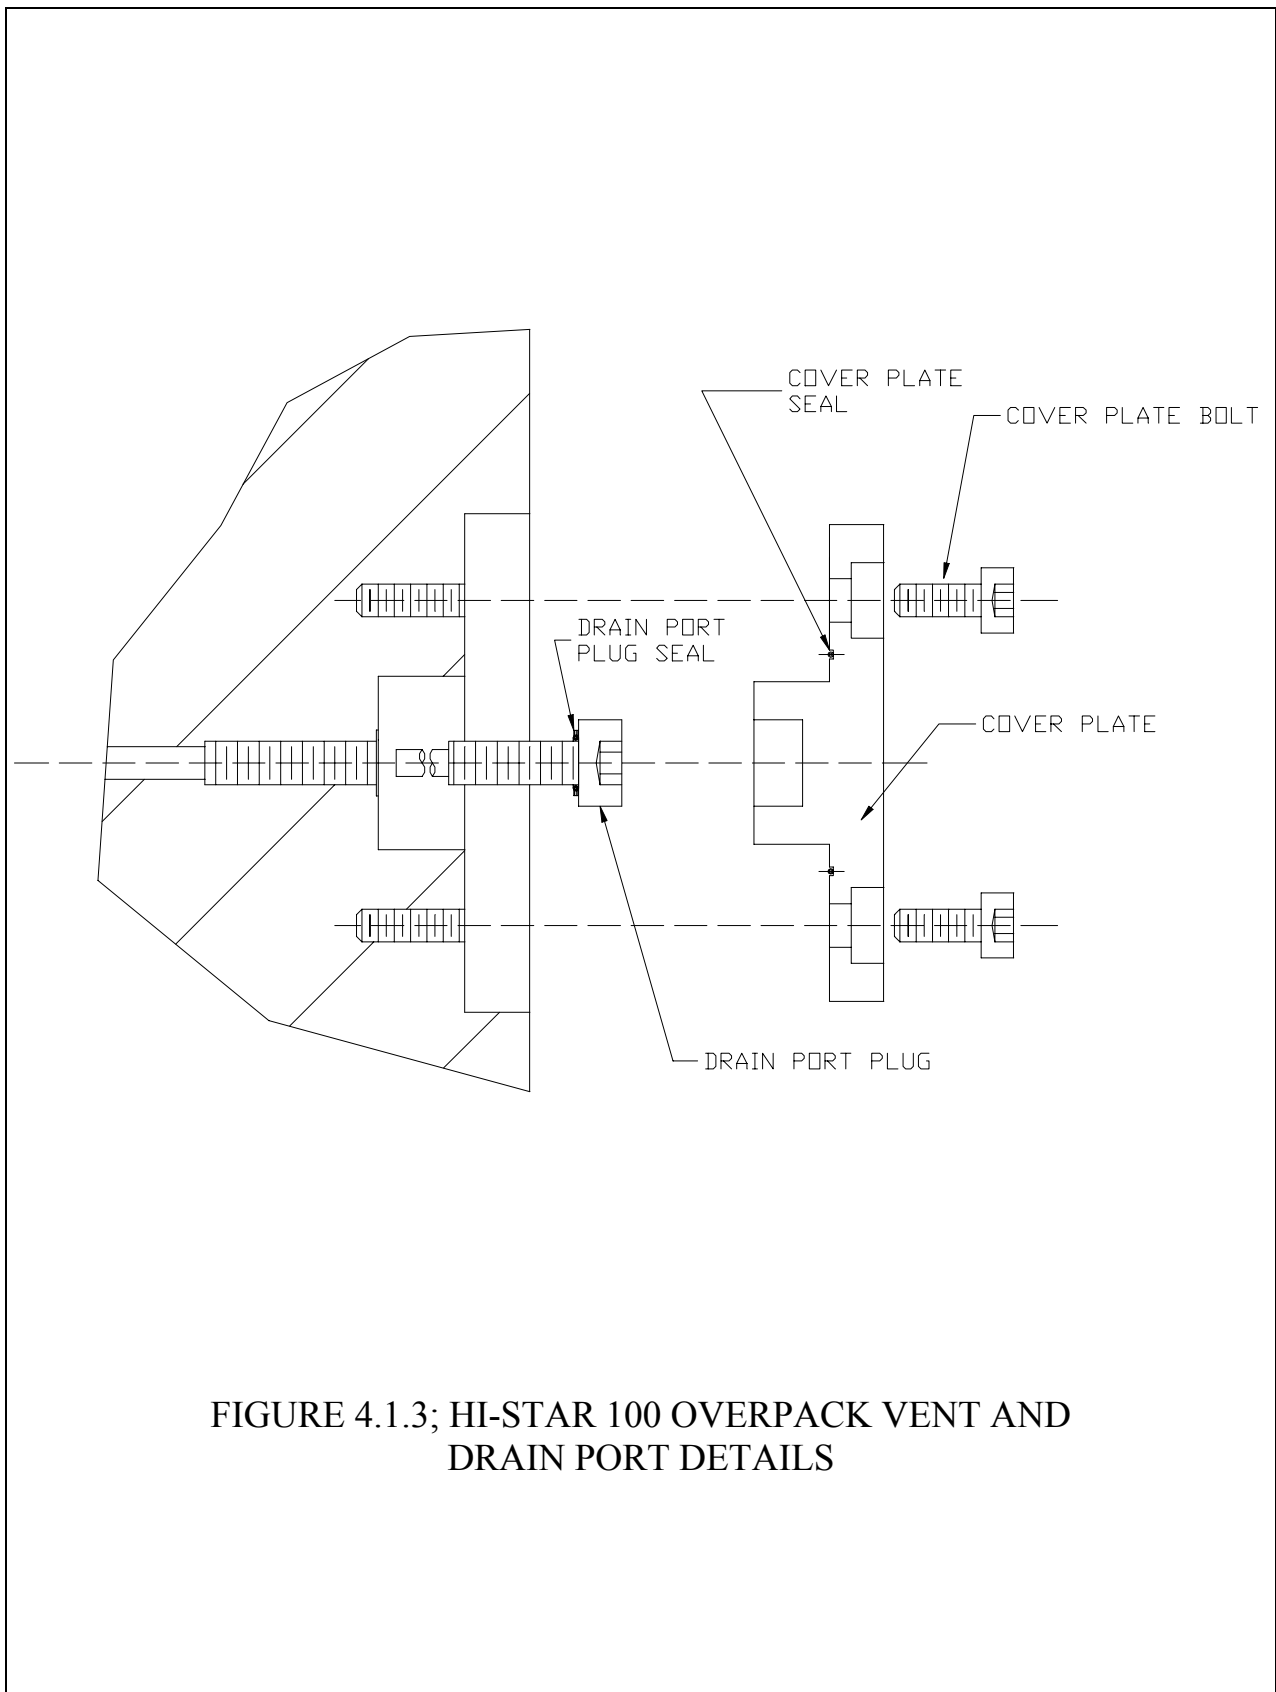 COVER PLATE
SEAL
COVER PLATE BOLT
DRAIN PORT
PLUG SEAL
COVER PLATE
DRAIN PORT PLUG
FIGURE 4.1.3; HI-STAR 100 OVERPACK VENT AND
DRAIN PORT DETAILS